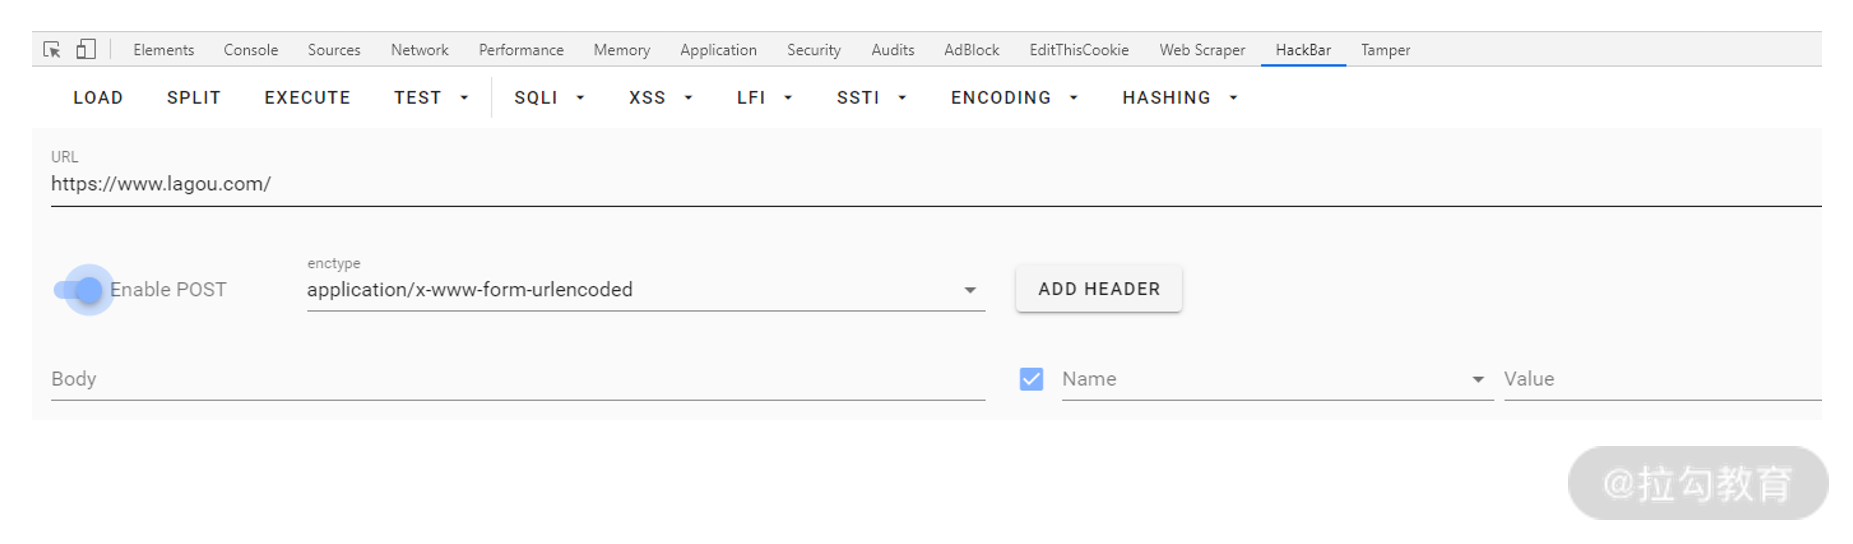 Elements Console Sources Network Performance Memory Application Security Audits AdBlock EditThisCookie Web Scraper HackBar Tamper
LOAD SPLIT EXECUTE TEST SQLI XSS LFI SSTI ENCODING HASHING
URL
https://www.lagou.com/
enctype
Enable POST application/x-www-form-urlencoded ADD HEADER
Body Name Value
@拉勾教育